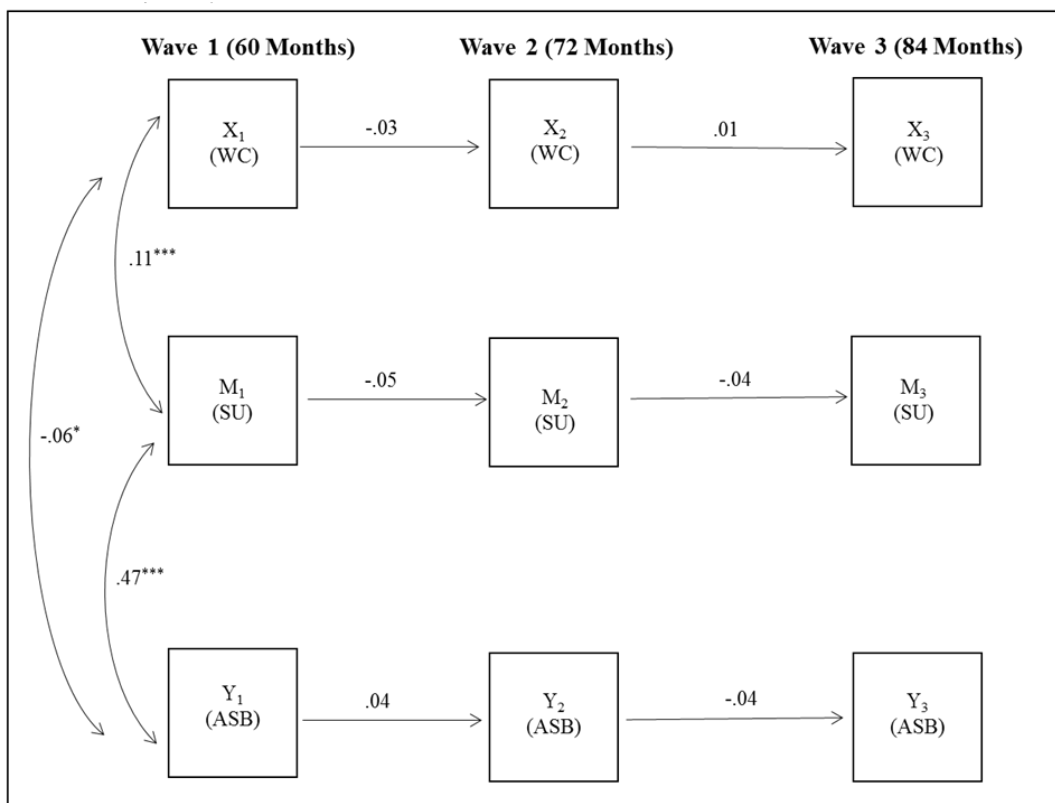 Wave 1 (60 Months)
Wave 2 (72 Months)
Wave 3 (84 Months)
X₁
(WC)
-.03
X₂
(WC)
.01
X₃
(WC)
.11***
M₁
(SU)
-.05
M₂
(SU)
-.04
M₃
(SU)
-.06*
.47***
Y₁
(ASB)
.04
Y₂
(ASB)
-.04
Y₃
(ASB)